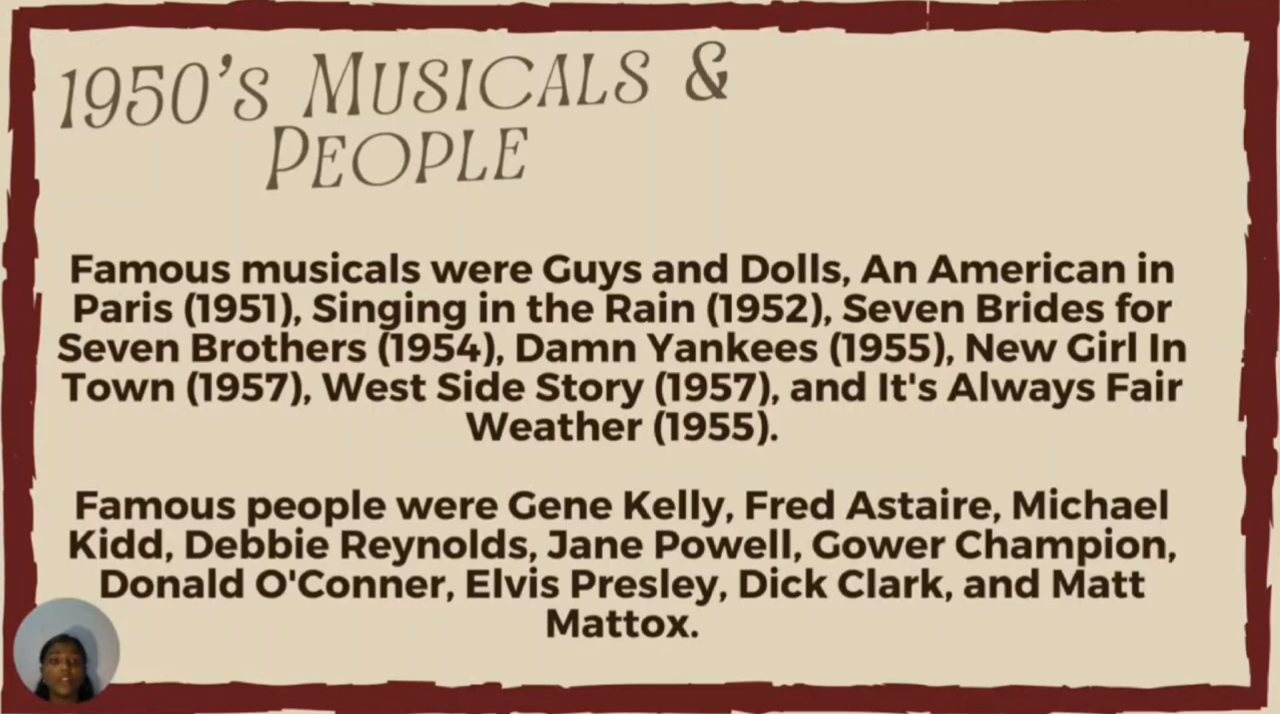 1950's Musicals &
People
Famous musicals were Guys and Dolls, An American in
Paris (1951), Singing in the Rain (1952), Seven Brides for
Seven Brothers (1954), Damn Yankees (1955), New Girl In
Town (1957), West Side Story (1957), and It's Always Fair
Weather (1955).
Famous people were Gene Kelly, Fred Astaire, Michael
Kidd, Debbie Reynolds, Jane Powell, Gower Champion,
Donald O'Conner, Elvis Presley, Dick Clark, and Matt
Mattox.